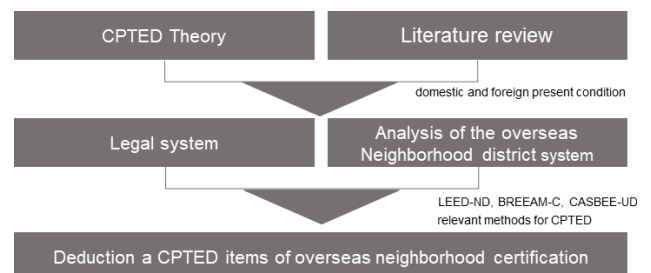 CPTED Theory
Literature review
domestic and foreign present condition
Legal system
Analysis of the overseas
Neighborhood district system
LEED-ND, BREEAM-C, CASBEE-UD
relevant methods for CPTED
Deduction a CPTED items of overseas neighborhood certification